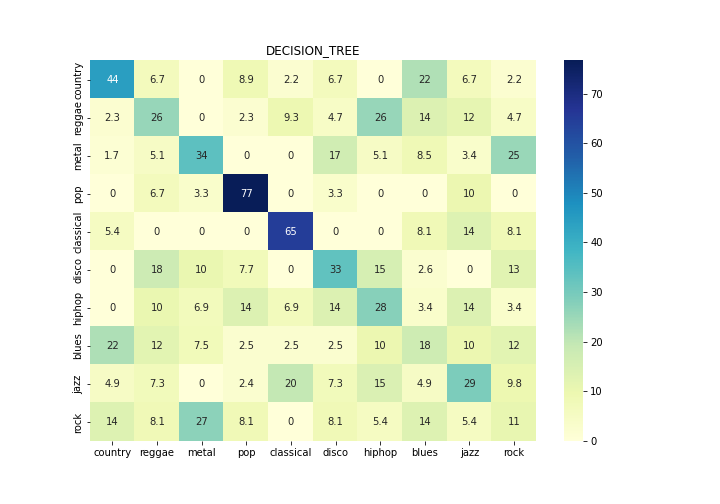 DECISION_TREE
country 44 6.7 0 8.9 2.2 6.7 0 22 6.7 2.2
reggae 2.3 26 0 2.3 9.3 4.7 26 14 12 4.7
metal 1.7 5.1 34 0 0 17 5.1 8.5 3.4 25
pop 0 6.7 3.3 77 0 3.3 0 0 10 0
classical 5.4 0 0 0 65 0 0 8.1 14 8.1
disco 0 18 10 7.7 0 33 15 2.6 0 13
hiphop 0 10 6.9 14 6.9 14 28 3.4 14 3.4
blues 22 12 7.5 2.5 2.5 2.5 10 18 10 12
jazz 4.9 7.3 0 2.4 20 7.3 15 4.9 29 9.8
rock 14 8.1 27 8.1 0 8.1 5.4 14 5.4 11
country reggae metal pop classical disco hiphop blues jazz rock
70
60
50
40
30
20
10
0